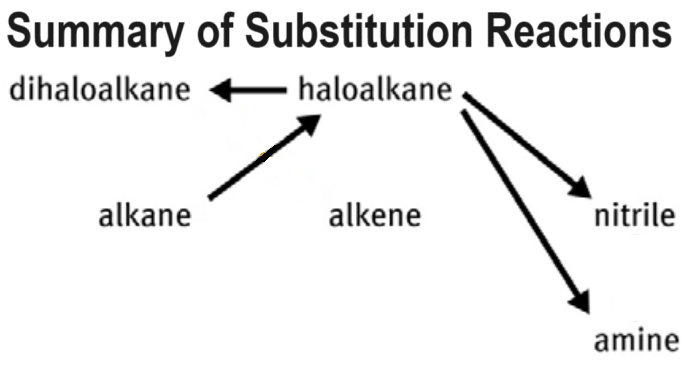 Summary of Substitution Reactions
dihaloalkane haloalkane
alkane alkene nitrile
amine